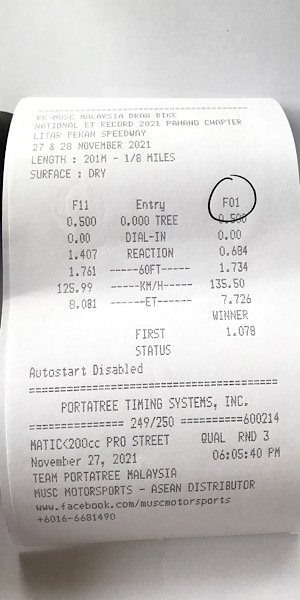 RK-MUSC MALAYSIA DRAG BIKE
NATIONAL ET RECORD 2021 PAHANG CHAPTER
LITAR PEKAN SPEEDWAY
27 & 28 NOVEMBER 2021
LENGTH : 201M - 1/8 MILES
SURFACE : DRY
F11 Entry F01
0.500 0.000 TREE 0.500
0.00 DIAL-IN 0.00
1.407 REACTION 0.684
1.761 -----60FT----- 1.734
125.99 -----KM/H----- 135.50
8.081 ------ET------ 7.726
WINNER
FIRST 1.078
STATUS
Autostart Disabled
========================================
PORTATREE TIMING SYSTEMS, INC.
=============== 249/250 ==========600214
MATIC<200cc PRO STREET QUAL RND 3
November 27, 2021 06:05:40 PM
TEAM PORTATREE MALAYSIA
MUSC MOTORSPORTS - ASEAN DISTRIBUTOR
www.facebook.com/muscmotorsports
+6016-6681490